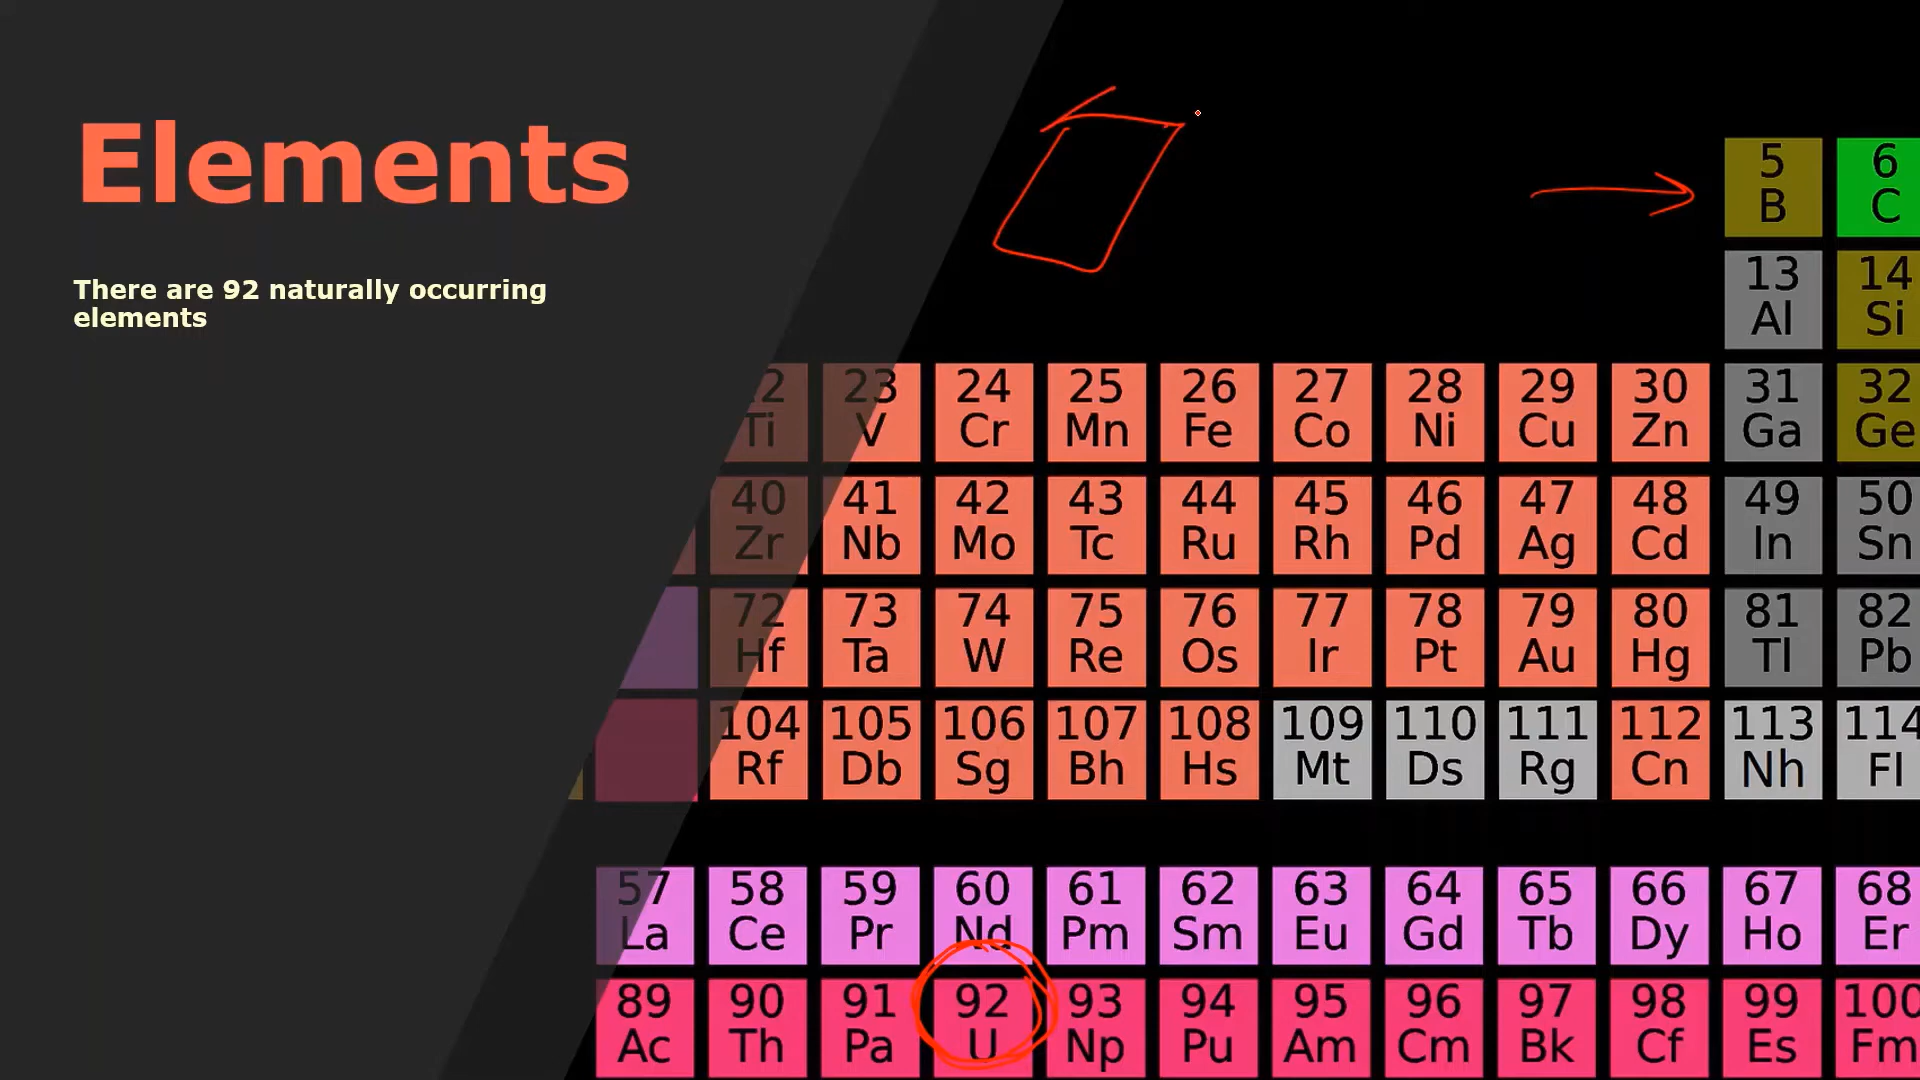 Elements
There are 92 naturally occurring
elements
5 6
B C
13 14
Al Si
23 24 25 26 27 28 29 30 31 32
Ti V Cr Mn Fe Co Ni Cu Zn Ga Ge
40 41 42 43 44 45 46 47 48 49 50
Zr Nb Mo Tc Ru Rh Pd Ag Cd In Sn
72 73 74 75 76 77 78 79 80 81 82
Hf Ta W Re Os Ir Pt Au Hg Tl Pb
104 105 106 107 108 109 110 111 112 113 114
Rf Db Sg Bh Hs Mt Ds Rg Cn Nh Fl
57 58 59 60 61 62 63 64 65 66 67 68
La Ce Pr Nd Pm Sm Eu Gd Tb Dy Ho Er
89 90 91 92 93 94 95 96 97 98 99 100
Ac Th Pa U Np Pu Am Cm Bk Cf Es Fm